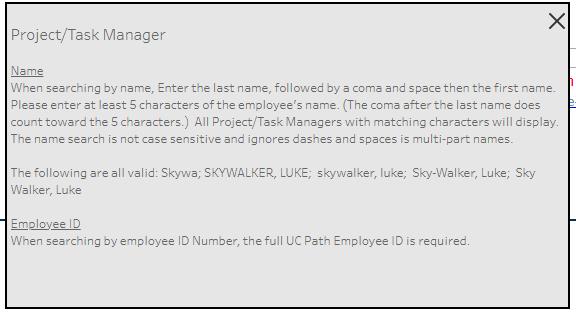 Project/Task Manager
Name
When searching by name, Enter the last name, followed by a coma and space then the first name.
Please enter at least 5 characters of the employee's name. (The coma after the last name does
count toward the 5 characters.) All Project/Task Managers with matching characters will display.
The name search is not case sensitive and ignores dashes and spaces is multi-part names.
The following are all valid: Skywa; SKYWALKER, LUKE; skywalker, luke; Sky-Walker, Luke; Sky
Walker, Luke
Employee ID
When searching by employee ID Number, the full UC Path Employee ID is required.